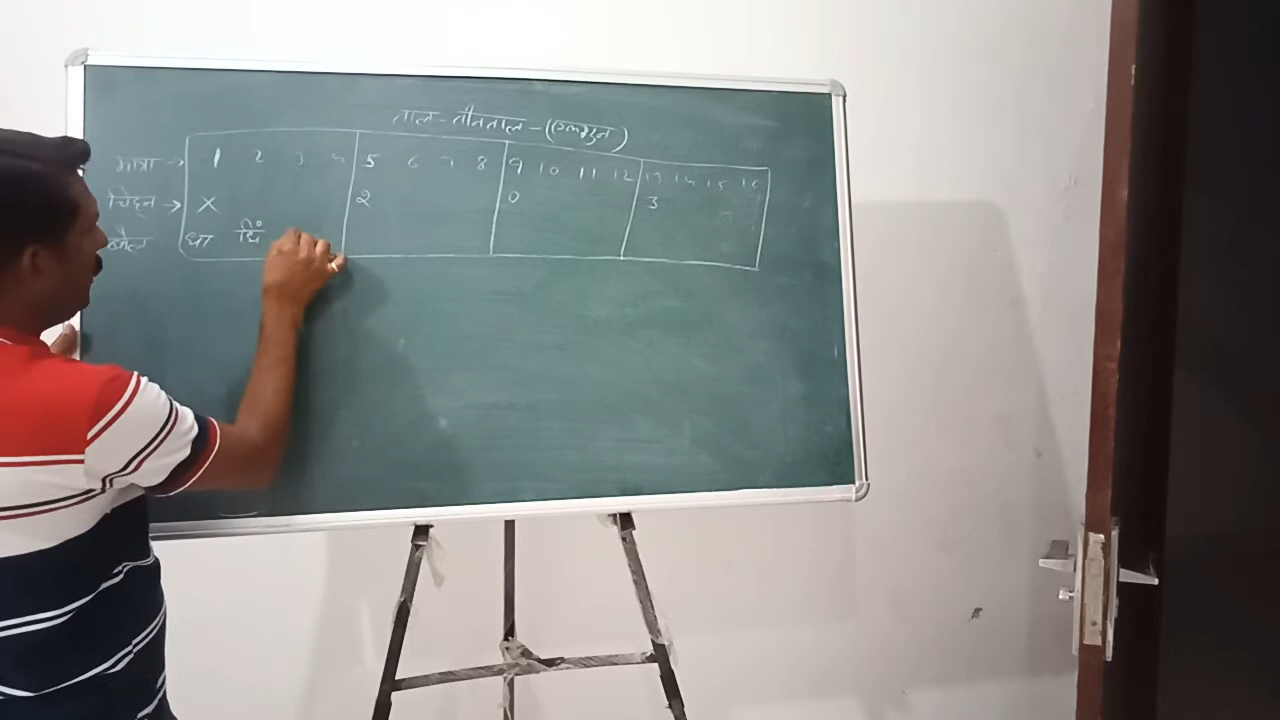 ताल - तीनताल - (एकगुन)
मात्रा → 1 2 3 4 5 6 7 8 9 10 11 12 13 14 15 16
चिह्न → X 2 0 3
बोल धा धिं